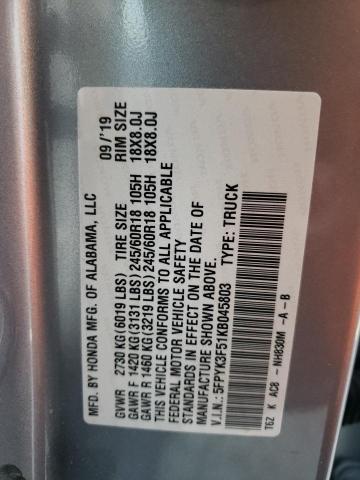 MFD. BY HONDA MFG. OF ALABAMA, LLC 09/'19
GVWR 2730 KG (6019 LBS) TIRE SIZE RIM SIZE
GAWR F 1420 KG (3131 LBS) 245/60R18 105H 18X8.0J
GAWR R 1460 KG (3219 LBS) 245/60R18 105H 18X8.0J
THIS VEHICLE CONFORMS TO ALL APPLICABLE
FEDERAL MOTOR VEHICLE SAFETY
STANDARDS IN EFFECT ON THE DATE OF
MANUFACTURE SHOWN ABOVE.
V.I.N.: 5FPYK3F51KB045803 TYPE: TRUCK
T6Z K AC8 - NH830M -A -B